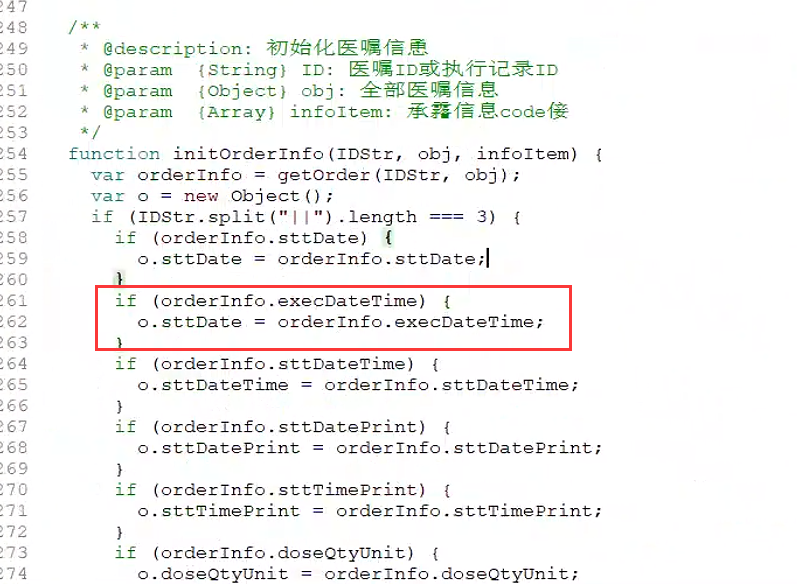 247
248 /**
249 * @description: 初始化医嘱信息
250 * @param {String} ID: 医嘱ID或执行记录ID
251 * @param {Object} obj: 全部医嘱信息
252 * @param {Array} infoItem: 承露信息code倭
253 */
254 function initOrderInfo(IDStr, obj, infoItem) {
255 var orderInfo = getOrder(IDStr, obj);
256 var o = new Object();
257 if (IDStr.split("||").length === 3) {
258 if (orderInfo.sttDate) {
259 o.sttDate = orderInfo.sttDate;
260 }
261 if (orderInfo.execDateTime) {
262 o.sttDate = orderInfo.execDateTime;
263 }
264 if (orderInfo.sttDateTime) {
265 o.sttDateTime = orderInfo.sttDateTime;
266 }
267 if (orderInfo.sttDatePrint) {
268 o.sttDatePrint = orderInfo.sttDatePrint;
269 }
270 if (orderInfo.sttTimePrint) {
271 o.sttTimePrint = orderInfo.sttTimePrint;
272 }
273 if (orderInfo.doseQtyUnit) {
274 o.doseQtyUnit = orderInfo.doseQtyUnit;